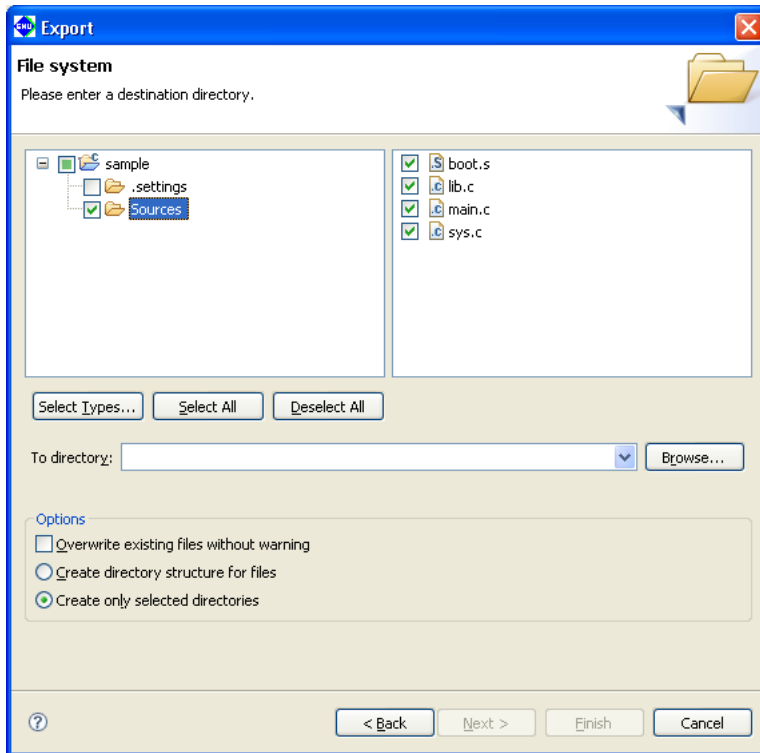 GNU Export
File system
Please enter a destination directory.
C sample
.settings
Sources
.S boot.s
.c lib.c
.c main.c
.c sys.c
Select Types...
Select All
Deselect All
To directory:
Browse...
Options
Overwrite existing files without warning
Create directory structure for files
Create only selected directories
?
< Back
Next >
Finish
Cancel